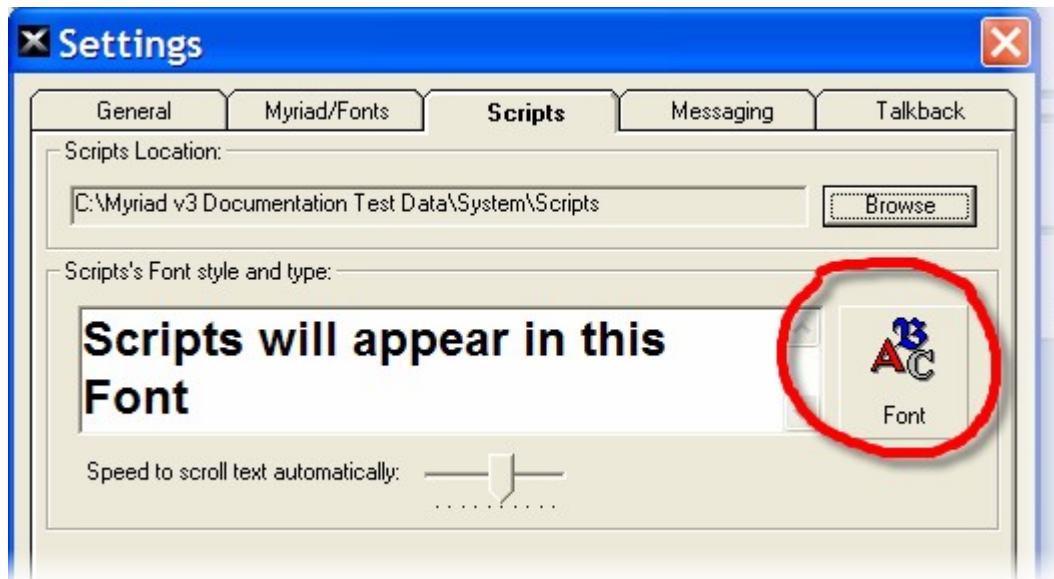 Settings
General Myriad/Fonts Scripts Messaging Talkback
Scripts Location:
C:\Myriad v3 Documentation Test Data\System\Scripts Browse
Scripts's Font style and type:
Scripts will appear in this
Font
A B C
Font
Speed to scroll text automatically: